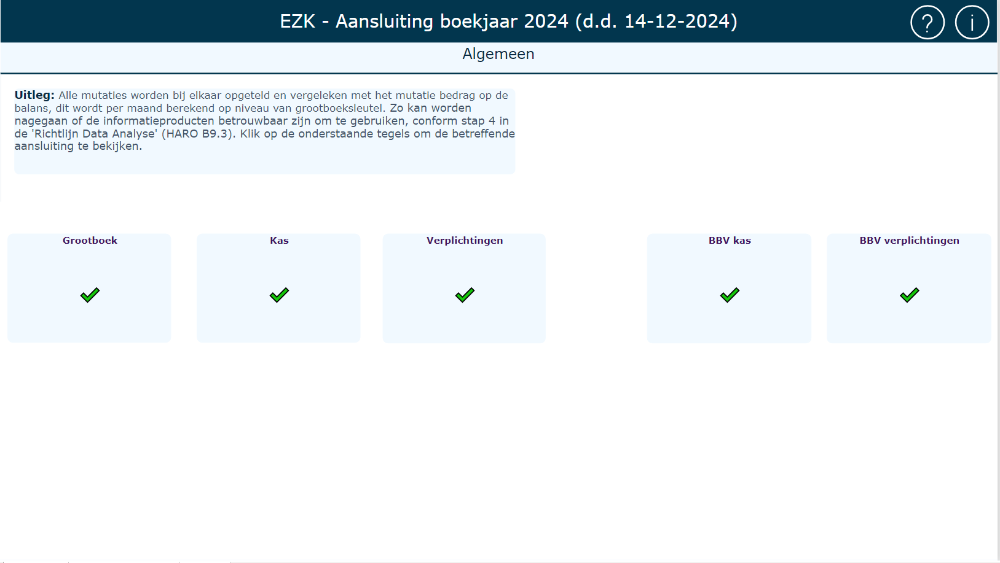 EZK - Aansluiting boekjaar 2024 (d.d. 14-12-2024)
?
i
Algemeen
Uitleg: Alle mutaties worden bij elkaar opgeteld en vergeleken met het mutatie bedrag op de
balans, dit wordt per maand berekend op niveau van grootboeksleutel. Zo kan worden
nagegaan of de informatieproducten betrouwbaar zijn om te gebruiken, conform stap 4 in
de 'Richtlijn Data Analyse' (HARO B9.3). Klik op de onderstaande tegels om de betreffende
aansluiting te bekijken.
Grootboek
Kas
Verplichtingen
BBV kas
BBV verplichtingen